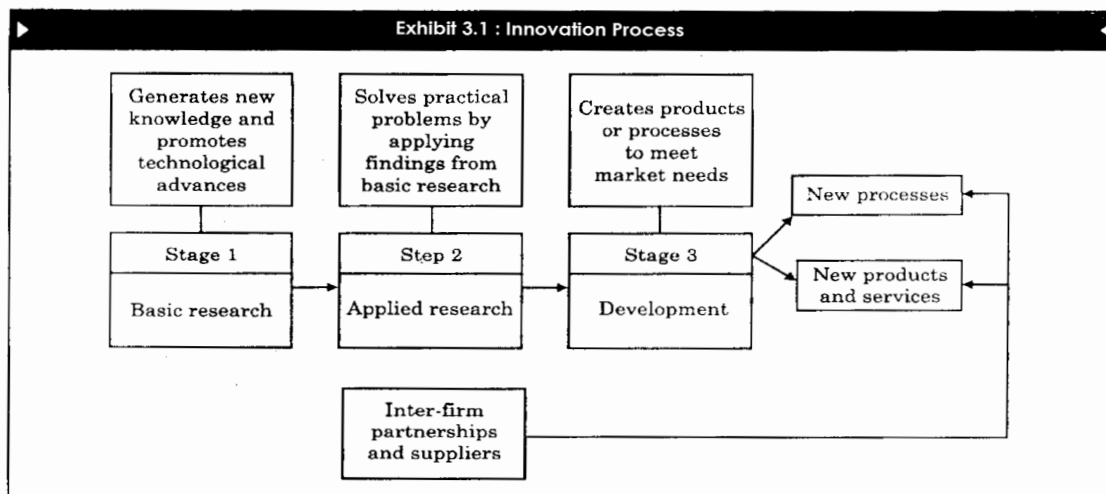 Exhibit 3.1 : Innovation Process
Generates new
knowledge and
promotes
technological
advances
Solves practical
problems by
applying
findings from
basic research
Creates products
or processes
to meet
market needs
Stage 1
Basic research
Step 2
Applied research
Stage 3
Development
New processes
New products
and services
Inter-firm
partnerships
and suppliers